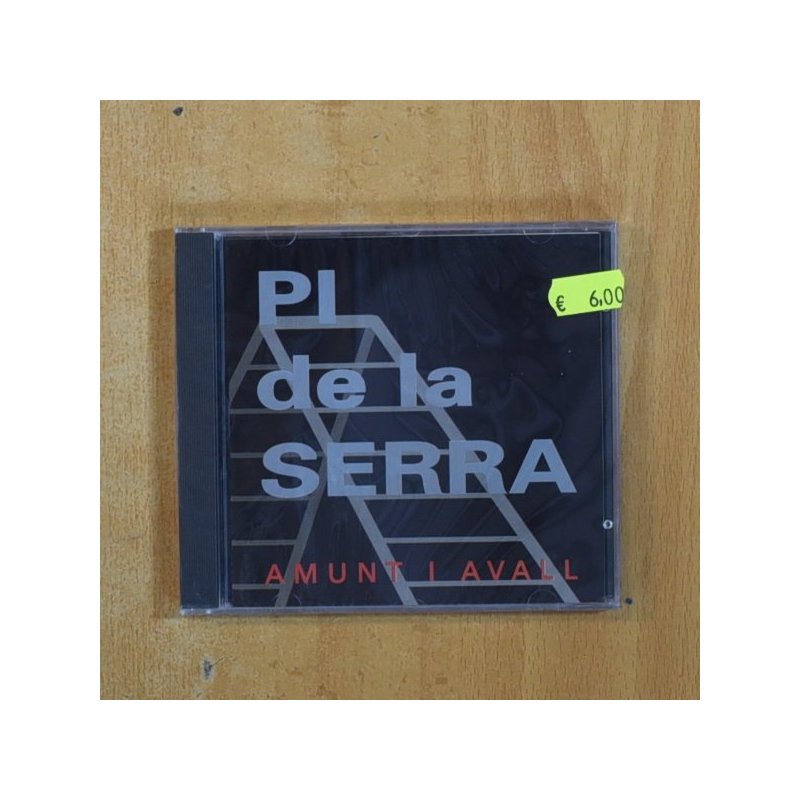 PI
€ 6,00
de la
SERRA
AMUNT I AVALL